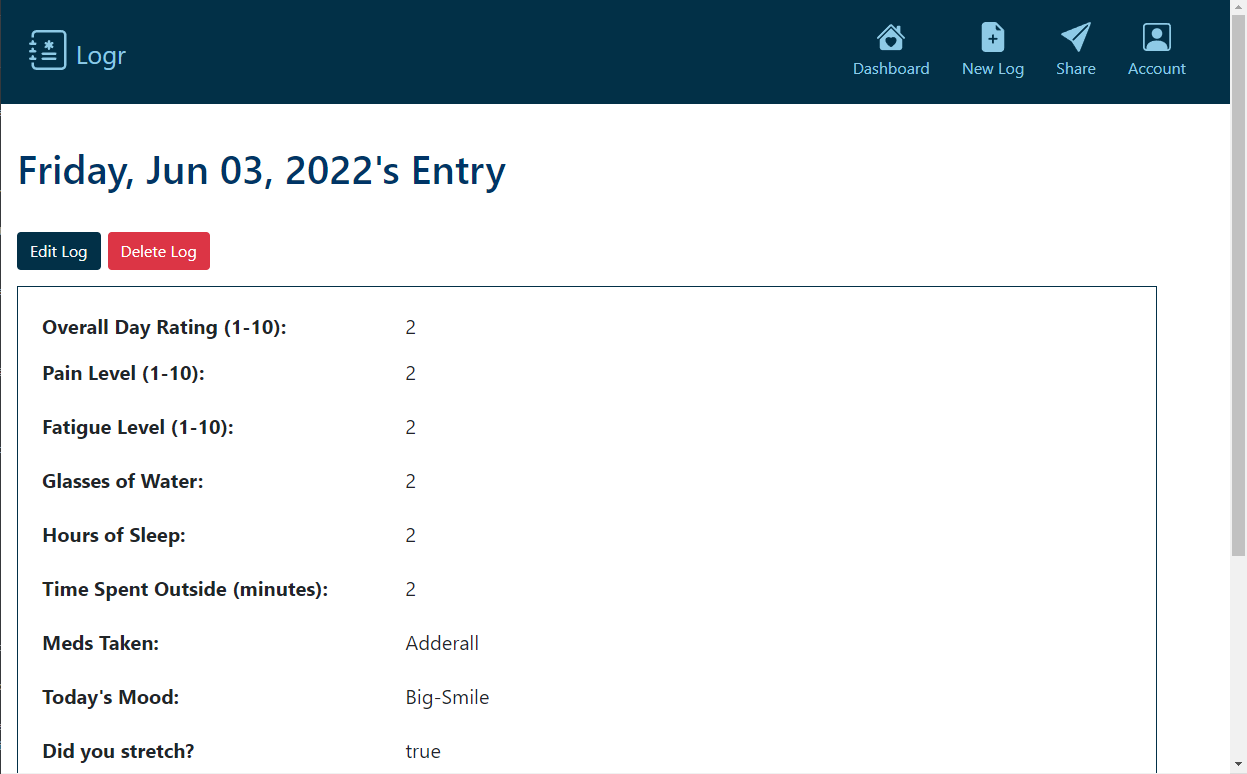 Logr
Dashboard New Log Share Account
Friday, Jun 03, 2022's Entry
Edit Log Delete Log
Overall Day Rating (1-10): 2
Pain Level (1-10): 2
Fatigue Level (1-10): 2
Glasses of Water: 2
Hours of Sleep: 2
Time Spent Outside (minutes): 2
Meds Taken: Adderall
Today's Mood: Big-Smile
Did you stretch? true